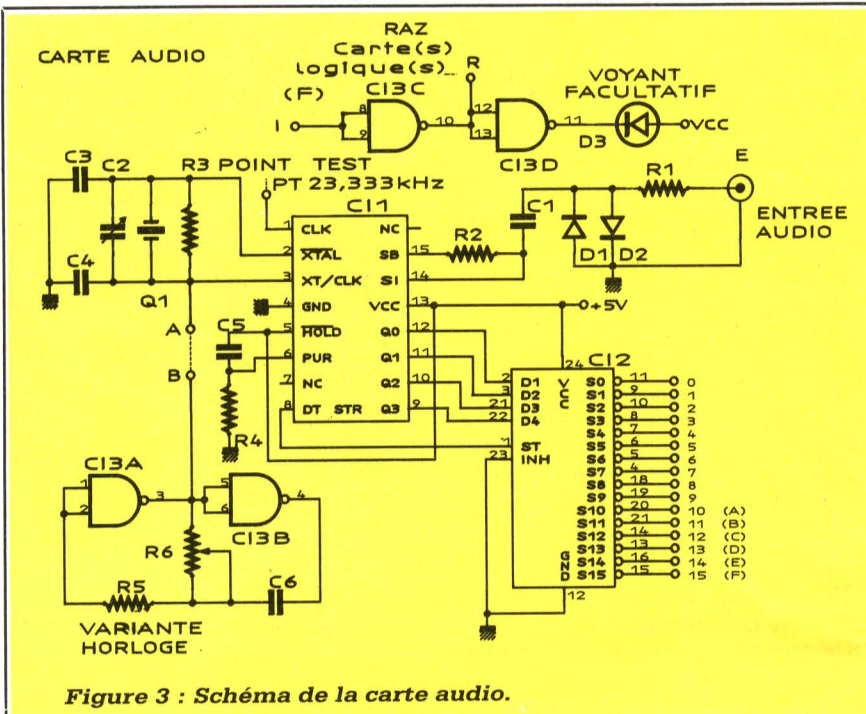 CARTE AUDIO
RAZ
Carte(s)
logique(s)
R
(F)
I
CI3C
8
9
10
12
13
11
CI3D
VOYANT
FACULTATIF
D3
VCC
C3
C2
R3
POINT TEST
PT 23,333kHz
C4
Q1
A
B
C5
R4
CI1
1 CLK
2 XTAL
3 XT/CLK
4 GND
5 HOLD
6 PUR
7 NC
8 DT STR
NC
SB 15
SI 14
VCC 13
Q0 12
Q1 11
Q2 10
Q3 9
R2
C1
D1
D2
R1
E
ENTREE
AUDIO
+5V
CI2
24
VCC
2 D1
3 D2
21 D3
22 D4
1 ST
23 INH
GND
12
S0 11 0
S1 9 1
S2 10 2
S3 8 3
S4 7 4
S5 6 5
S6 5 6
S7 4 7
S8 18 8
S9 19 9
S10 20 10 (A)
S11 21 11 (B)
S12 14 12 (C)
S13 13 13 (D)
S14 16 14 (E)
S15 15 15 (F)
CI3A
1
2
3
5
6
4
CI3B
R6
R5
C6
VARIANTE
HORLOGE
Figure 3 : Schéma de la carte audio.